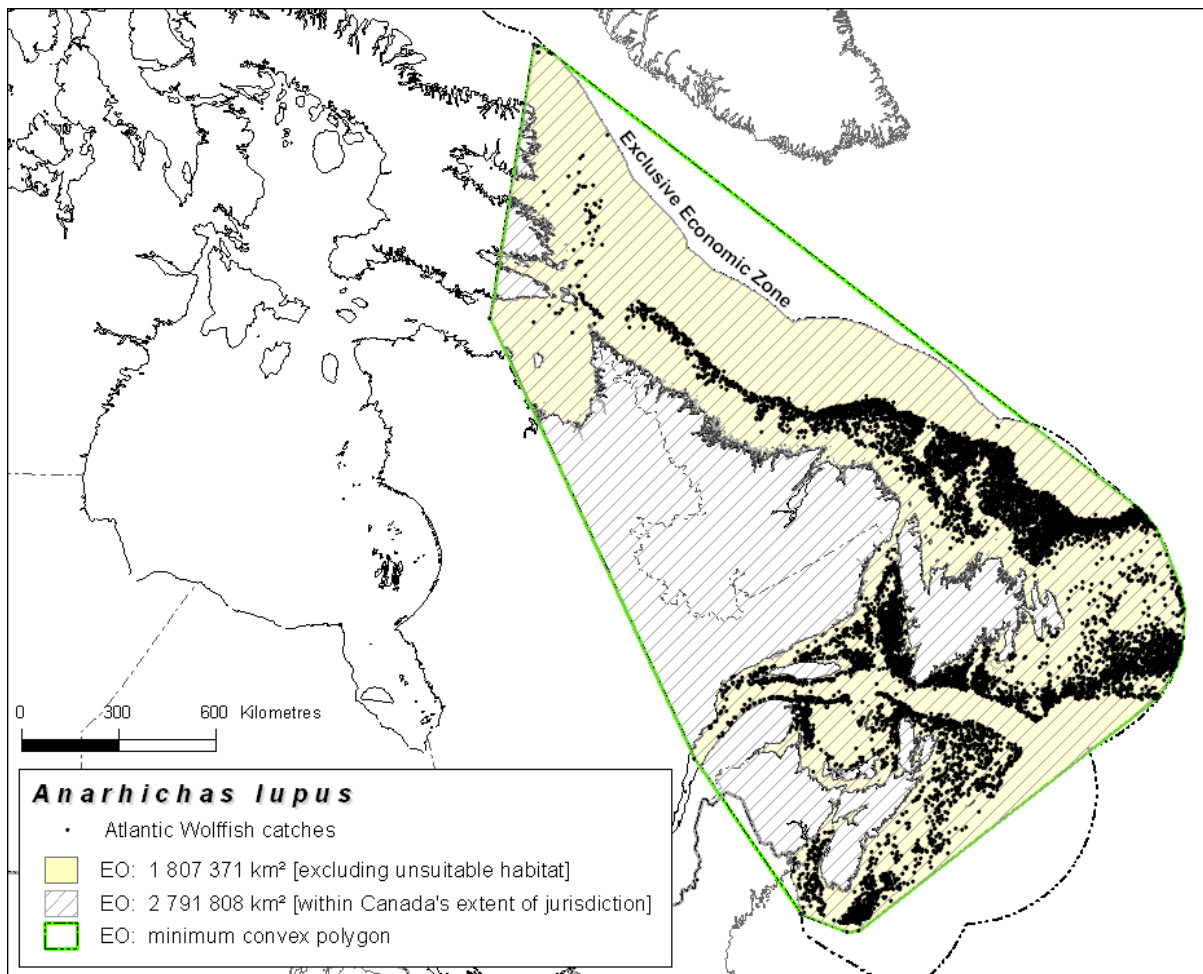 Exclusive Economic Zone
0 300 600 Kilometres
Anarhichas lupus
Atlantic Wolffish catches
EO: 1 807 371 km² [excluding unsuitable habitat]
EO: 2 791 808 km² [within Canada's extent of jurisdiction]
EO: minimum convex polygon